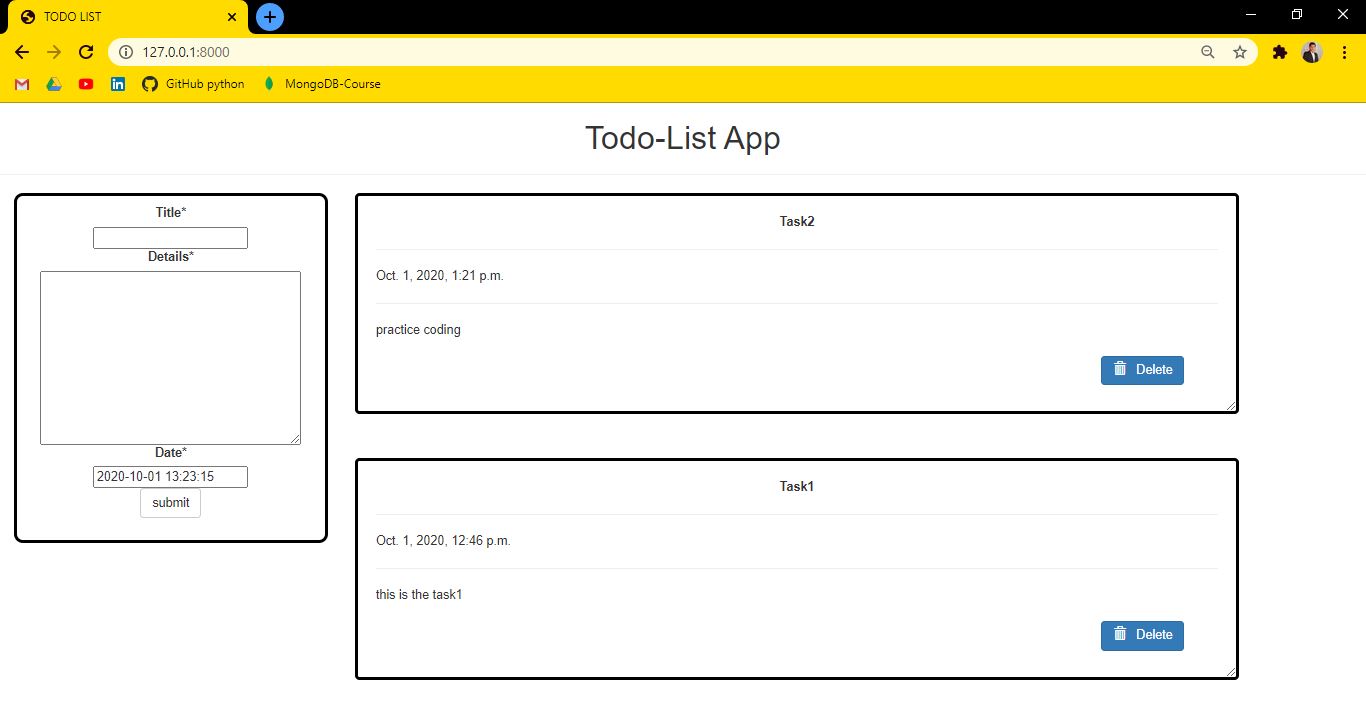 TODO LIST
127.0.0.1:8000
GitHub python
MongoDB-Course
Todo-List App
Title*
Details*
Date*
2020-10-01 13:23:15
submit
Task2
Oct. 1, 2020, 1:21 p.m.
practice coding
Delete
Task1
Oct. 1, 2020, 12:46 p.m.
this is the task1
Delete